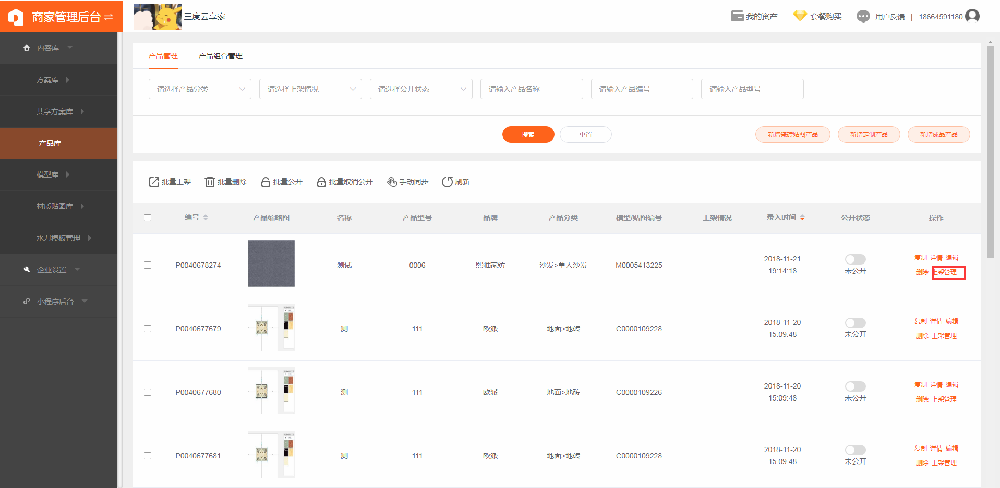 商家管理后台
三度云享家
我的资产
套餐购买
用户反馈 | 18664591180
内容库
方案库
共享方案库
产品库
模型库
材质贴图库
水刀模板管理
企业设置
小程序后台
产品管理 产品组合管理
请选择产品分类 请选择上架情况 请选择公开状态 请输入产品名称 请输入产品编号 请输入产品型号
搜索 重置 新增瓷砖贴图产品 新增定制产品 新增成品产品
批量上架 批量删除 批量公开 批量取消公开 手动同步 刷新
编号 产品缩略图 名称 产品型号 品牌 产品分类 模型/贴图编号 上架情况 录入时间 公开状态 操作
P0040678274 测试 0006 熙雅家纺 沙发>单人沙发 M0005413225 2018-11-21 19:14:18 未公开 复制 详情 编辑 删除 上架管理
P0040677679 测 111 欧派 地面>地砖 C0000109228 2018-11-20 15:09:48 未公开 复制 详情 编辑 删除 上架管理
P0040677680 测 111 欧派 地面>地砖 C0000109226 2018-11-20 15:09:48 未公开 复制 详情 编辑 删除 上架管理
P0040677681 测 111 欧派 地面>地砖 C0000109228 2018-11-20 15:09:48 未公开 复制 详情 编辑 删除 上架管理